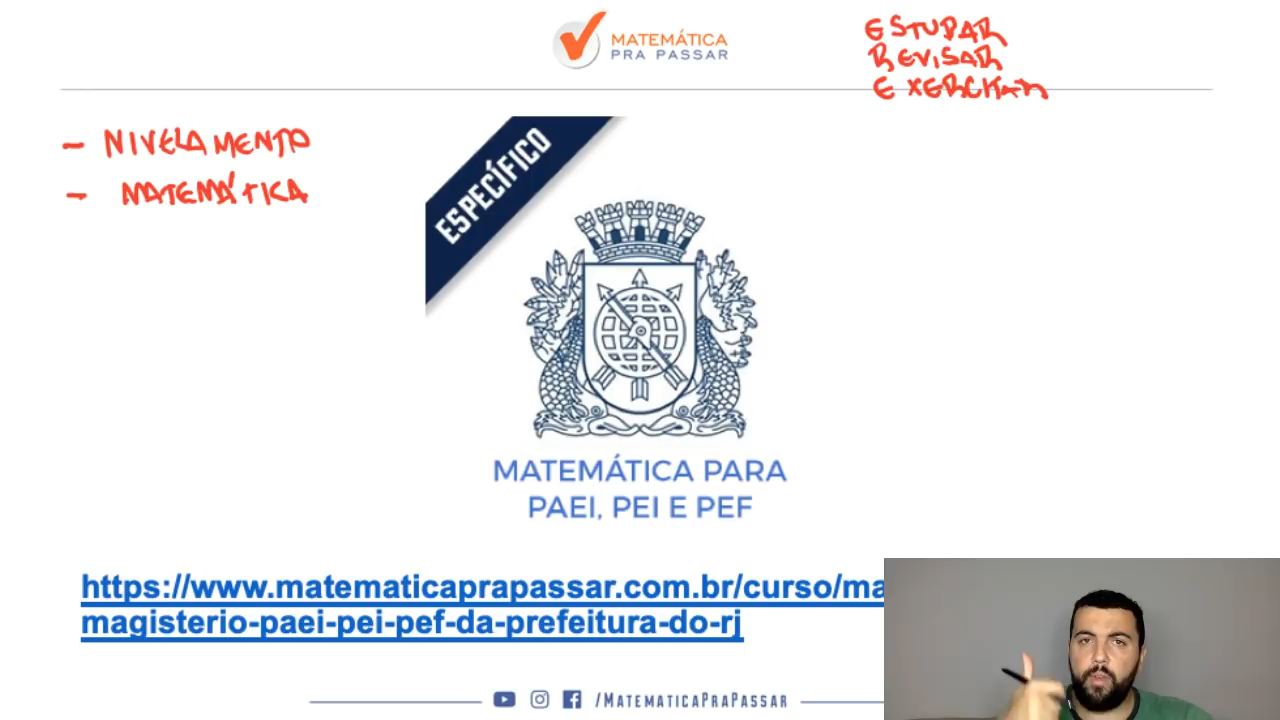 MATEMÁTICA
PRA PASSAR
ESTUDAR
REVISAR
EXERCITAR
- NIVELAMENTO
- MATEMÁTICA
ESPECÍFICO
MATEMÁTICA PARA
PAEI, PEI E PEF
https://www.matematicaprapassar.com.br/curso/ma
magisterio-paei-pei-pef-da-prefeitura-do-rj
/MATEMATICAPRAPASSAR